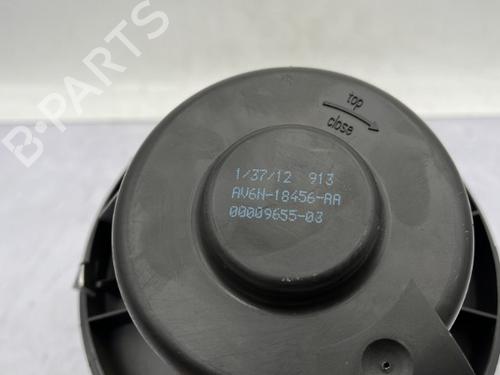 B-PARTS
top
close
1/37/12 913
AV6N-18456-AA
00009655-03